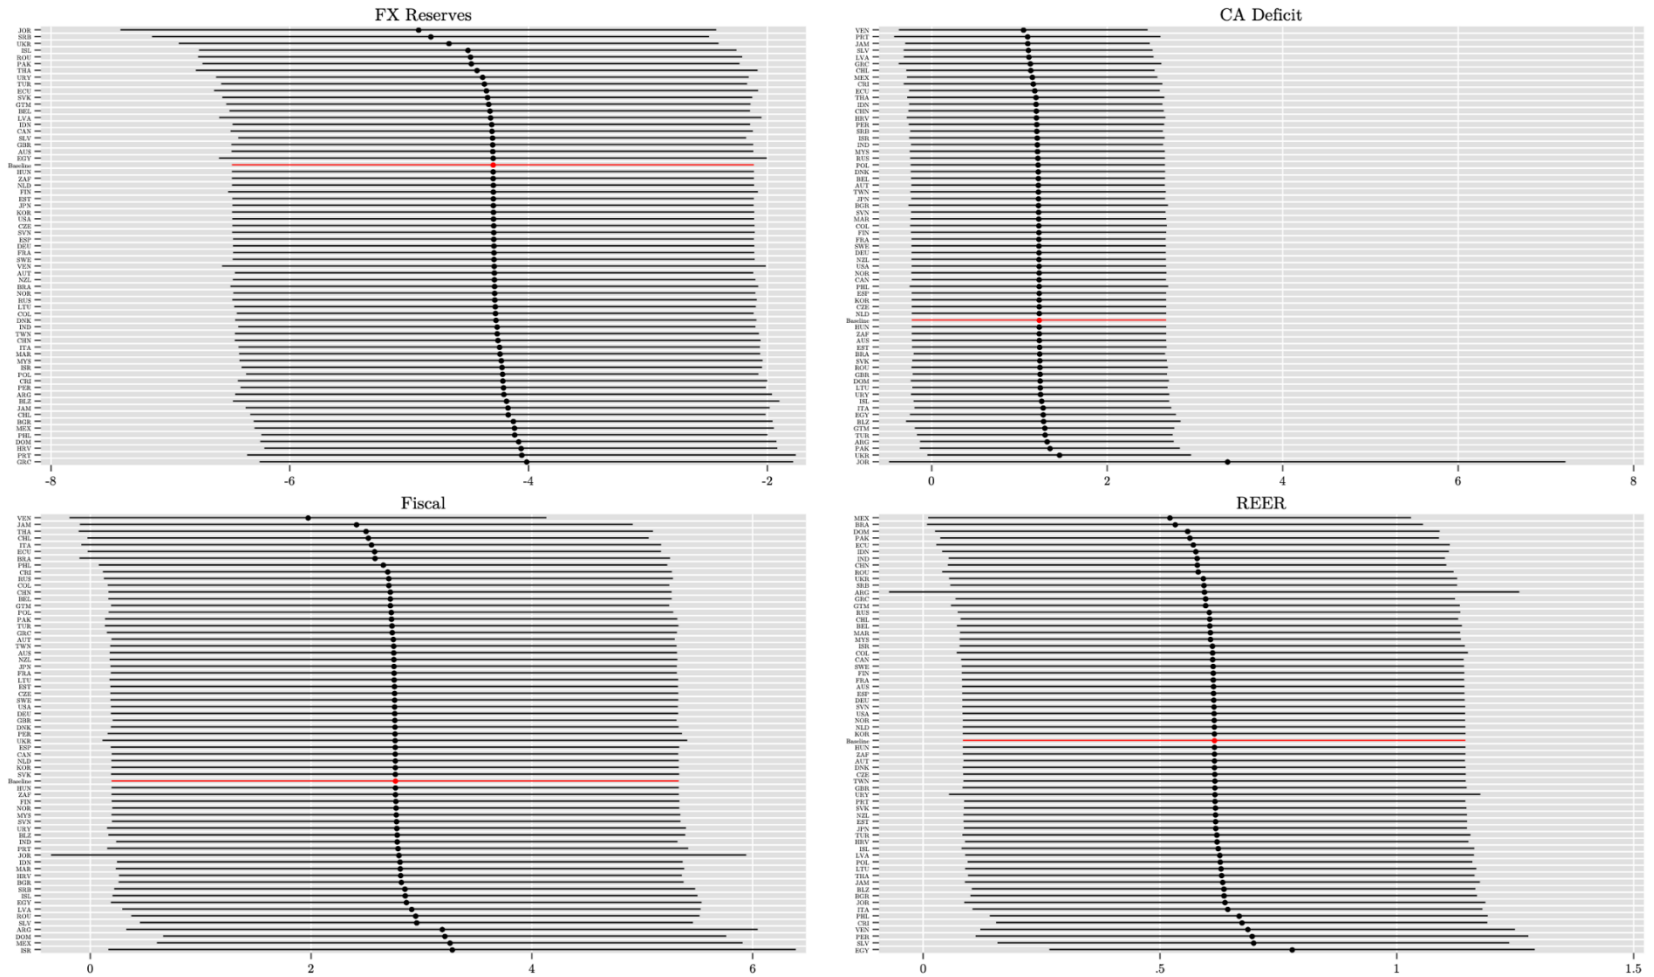 FX Reserves
JOR
SRB
UKR
ISL
ROU
PAK
THA
URY
TUR
ECU
SVK
GTM
BEL
LVA
IDN
CAN
SLV
GBR
AUS
EGY
Baseline
HUN
ZAF
NLD
FIN
EST
JPN
KOR
USA
CZE
SVN
ESP
DEU
FRA
SWE
VEN
AUT
NZL
BRA
NOR
RUS
LTU
COL
DNK
IND
TWN
CHN
ITA
MAR
MYS
ISR
POL
CRI
PER
ARG
BLZ
JAM
CHL
BGR
MEX
PHL
DOM
HRV
PRT
GRC
-8 -6 -4 -2
CA Deficit
VEN
PRT
JAM
SLV
LVA
GRC
CHL
MEX
CRI
ECU
THA
IDN
CHN
HRV
PER
SRB
ISR
IND
MYS
RUS
POL
DNK
BEL
AUT
TWN
JPN
BGR
SVN
MAR
COL
FIN
FRA
SWE
DEU
NZL
USA
NOR
CAN
PHL
ESP
KOR
CZE
NLD
Baseline
HUN
ZAF
AUS
EST
BRA
SVK
ROU
GBR
DOM
LTU
URY
ISL
ITA
EGY
BLZ
GTM
TUR
ARG
PAK
UKR
JOR
0 2 4 6 8
Fiscal
VEN
JAM
THA
CHL
ITA
ECU
BRA
PHL
CRI
RUS
COL
CHN
BEL
GTM
POL
PAK
TUR
GRC
AUT
TWN
AUS
NZL
JPN
FRA
LTU
EST
CZE
SWE
USA
DEU
GBR
DNK
PER
UKR
ESP
CAN
NLD
KOR
SVK
Baseline
HUN
ZAF
FIN
NOR
MYS
SVN
URY
BLZ
IND
PRT
JOR
IDN
MAR
HRV
BGR
SRB
ISL
EGY
LVA
ROU
SLV
ARG
DOM
MEX
ISR
0 2 4 6
REER
MEX
BRA
DOM
PAK
ECU
IDN
IND
CHN
ROU
UKR
SRB
ARG
GRC
GTM
RUS
CHL
BEL
MAR
MYS
ISR
COL
CAN
SWE
FIN
FRA
AUS
ESP
DEU
SVN
USA
NOR
NLD
KOR
Baseline
HUN
ZAF
AUT
DNK
CZE
TWN
GBR
URY
PRT
SVK
NZL
EST
JPN
TUR
HRV
ISL
LVA
POL
LTU
THA
JAM
BLZ
BGR
JOR
ITA
PHL
CRI
VEN
PER
SLV
EGY
0 .5 1 1.5